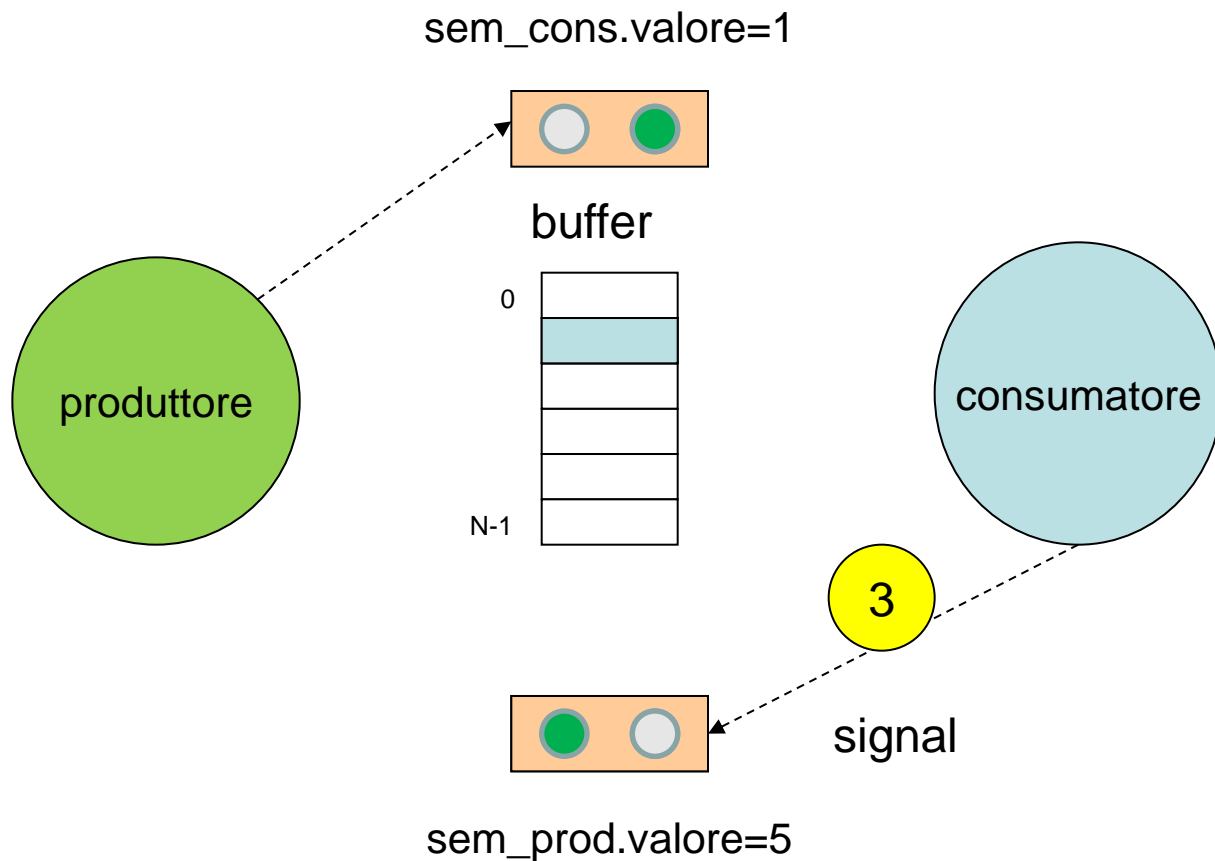 sem_cons.valore=1
buffer
0
produttore
consumatore
N-1
3
signal
sem_prod.valore=5